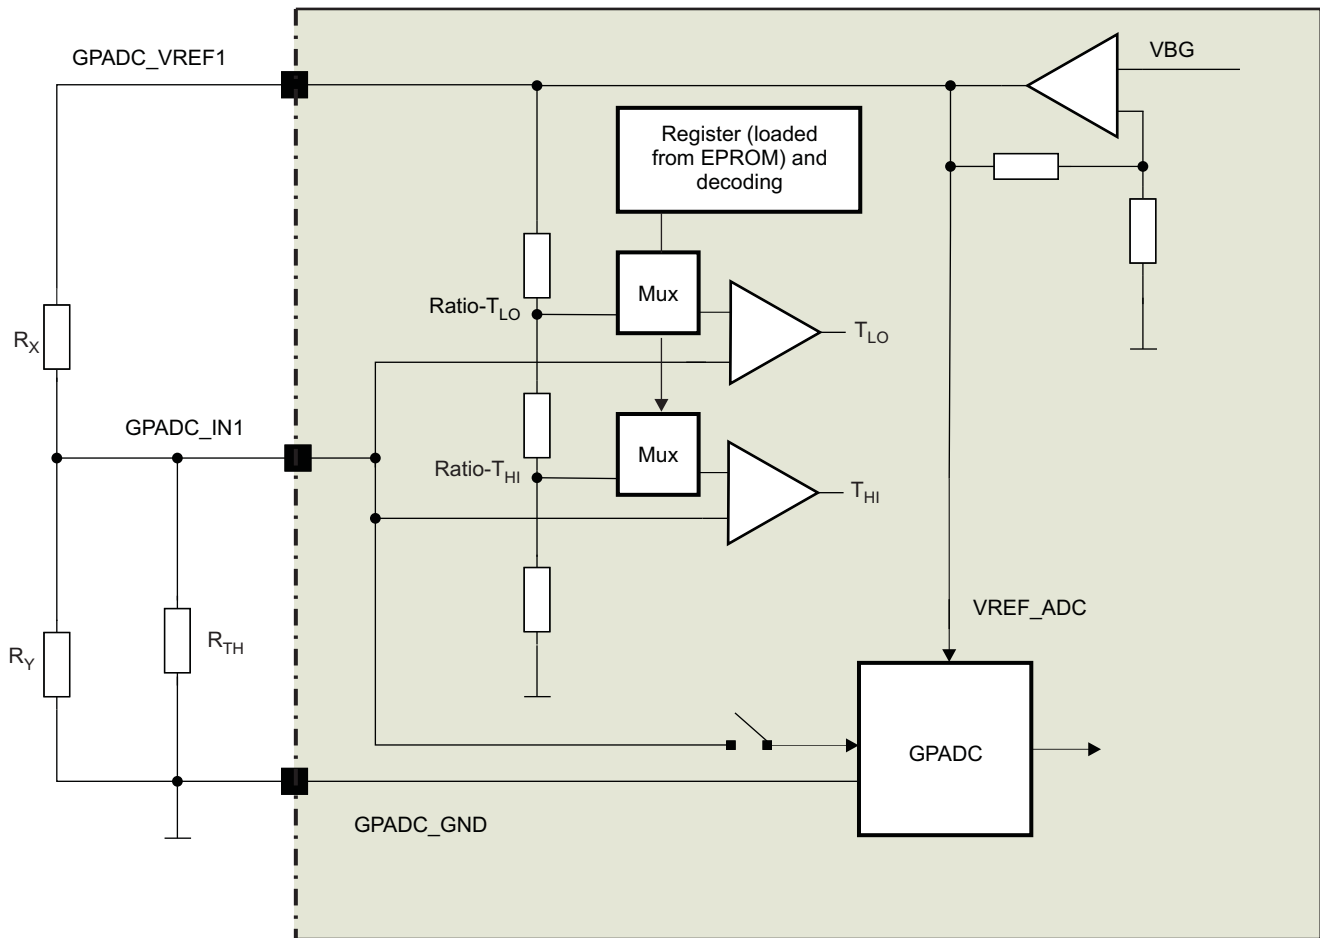 GPADC_VREF1
VBG
Register (loaded
from EPROM) and
decoding
Mux
Ratio-TLO
TLO
RX
GPADC_IN1
Mux
Ratio-THI
THI
VREF_ADC
RY
RTH
GPADC
GPADC_GND